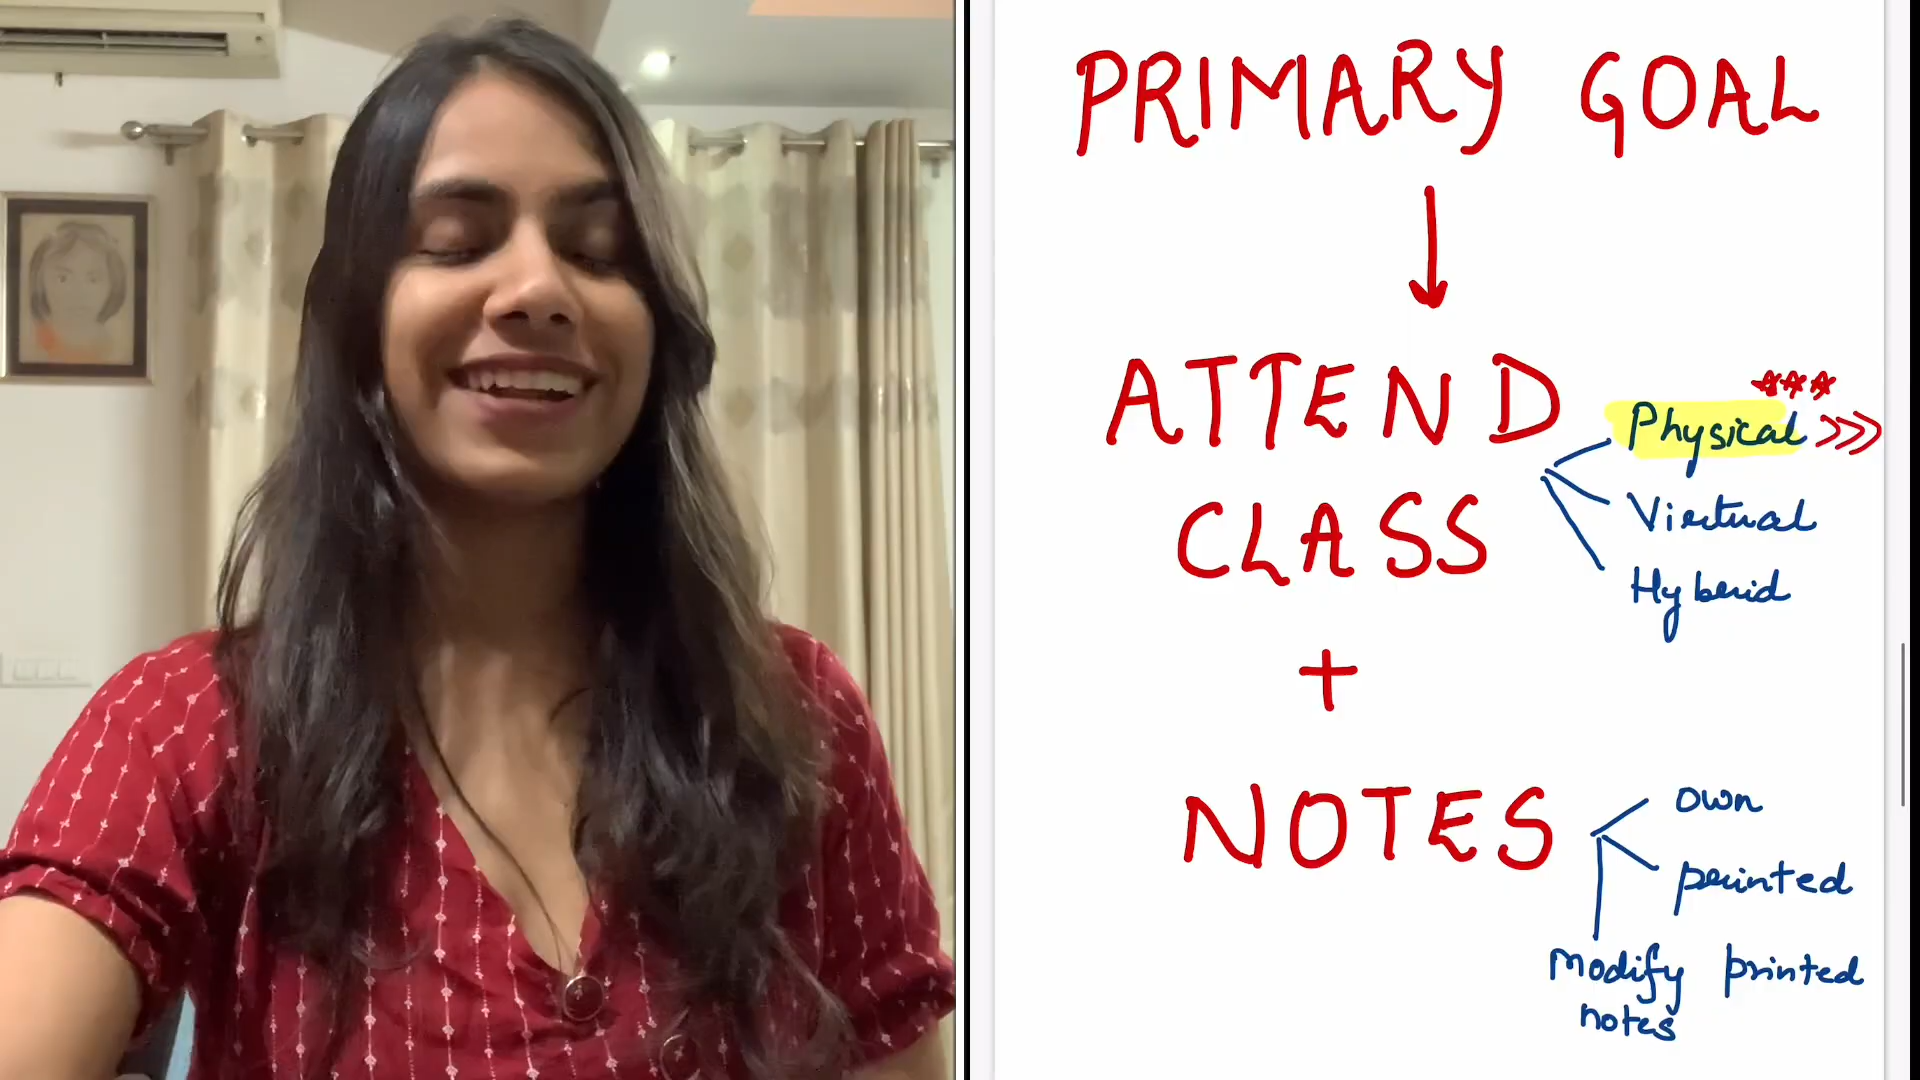 PRIMARY GOAL
ATTEND
Physical >>>
Virtual
CLASS
Hybrid
+
NOTES
own
printed
Modify printed
notes